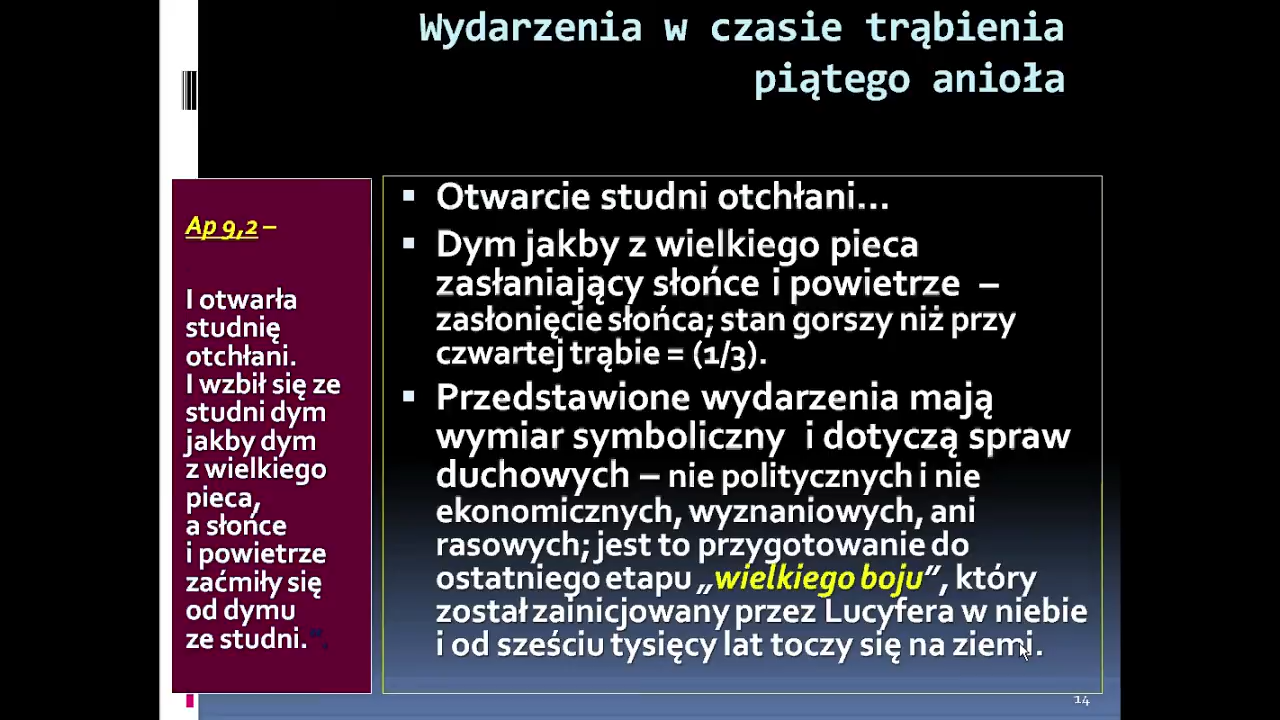 Wydarzenia w czasie trąbienia
piątego anioła
Ap 9,2 –
I otwarła
studnię
otchłani.
I wzbił się ze
studni dym
jakby dym
z wielkiego
pieca,
a słońce
i powietrze
zaćmiły się
od dymu
ze studni.”.
▪ Otwarcie studni otchłani...
▪ Dym jakby z wielkiego pieca
zasłaniający słońce i powietrze –
zasłonięcie słońca; stan gorszy niż przy
czwartej trąbie = (1/3).
▪ Przedstawione wydarzenia mają
wymiar symboliczny i dotyczą spraw
duchowych – nie politycznych i nie
ekonomicznych, wyznaniowych, ani
rasowych; jest to przygotowanie do
ostatniego etapu „wielkiego boju”, który
został zainicjowany przez Lucyfera w niebie
i od sześciu tysięcy lat toczy się na ziemi.
14